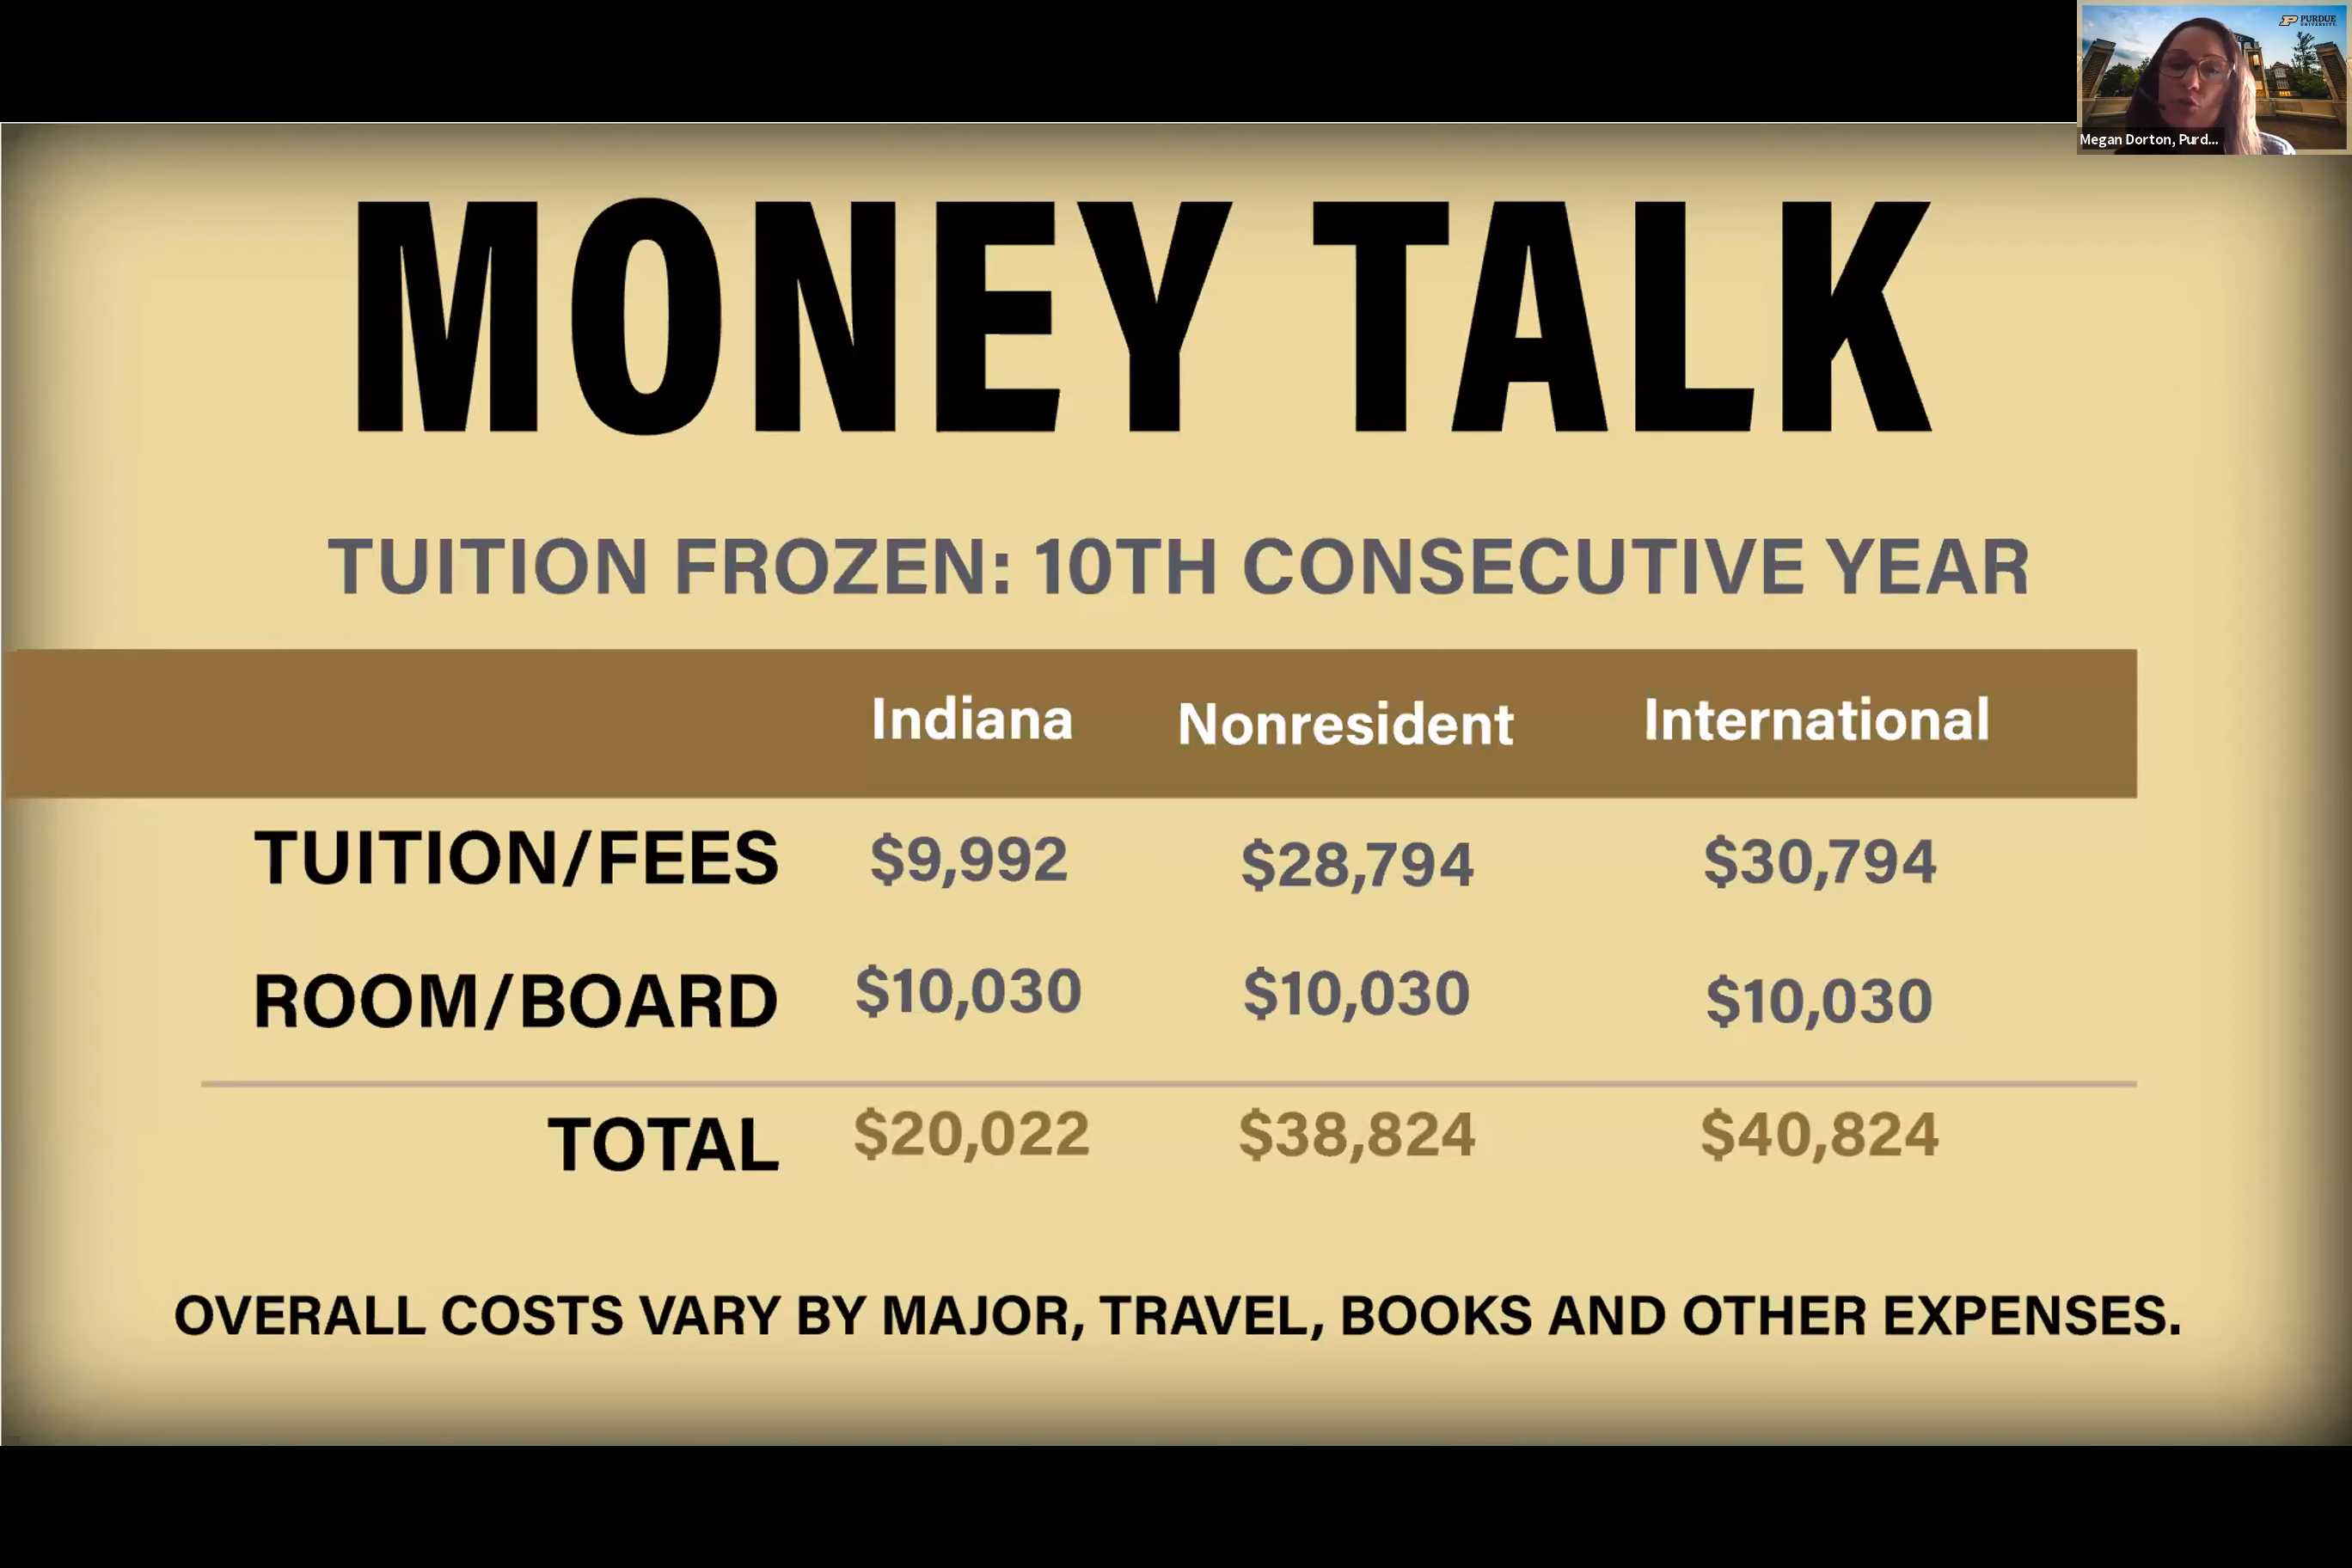 PURDUE
UNIVERSITY
Megan Dorton, Purd...
MONEY TALK
TUITION FROZEN: 10TH CONSECUTIVE YEAR
Indiana Nonresident International
TUITION/FEES $9,992 $28,794 $30,794
ROOM/BOARD $10,030 $10,030 $10,030
TOTAL $20,022 $38,824 $40,824
OVERALL COSTS VARY BY MAJOR, TRAVEL, BOOKS AND OTHER EXPENSES.